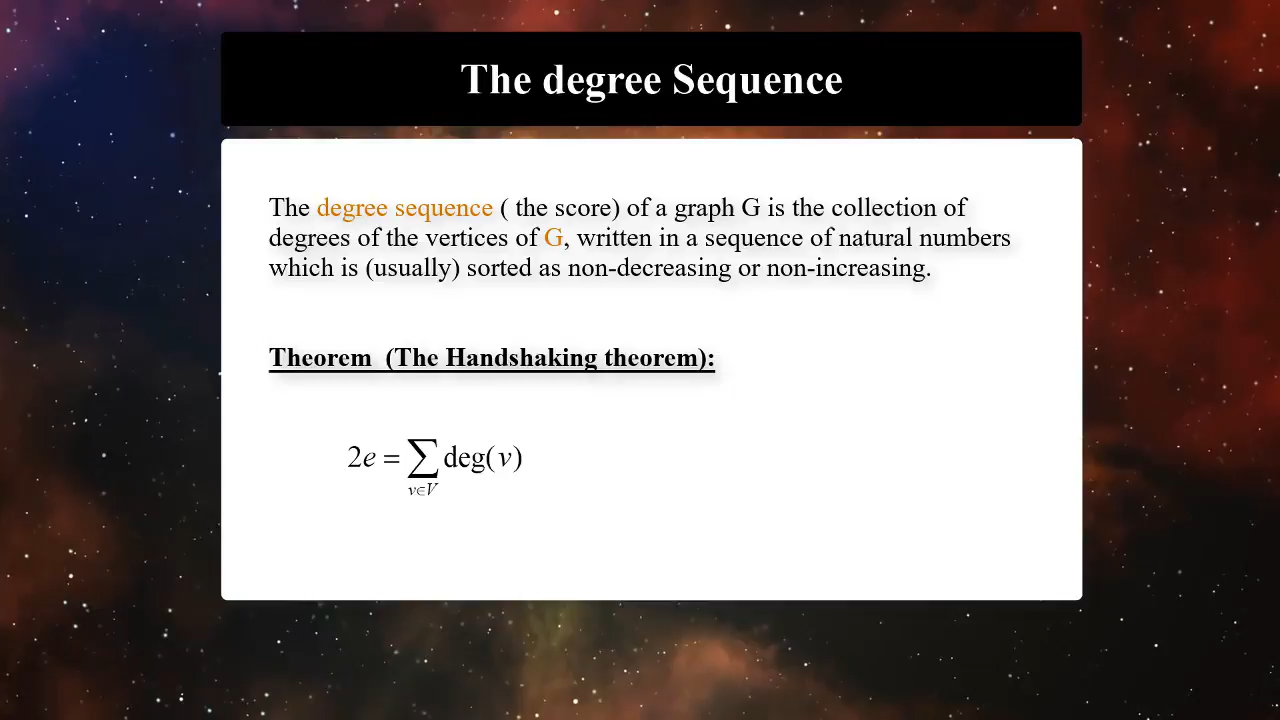 The degree Sequence
The degree sequence ( the score) of a graph G is the collection of
degrees of the vertices of G, written in a sequence of natural numbers
which is (usually) sorted as non-decreasing or non-increasing.
Theorem  (The Handshaking theorem):
2e = ∑ deg(v)
v∈V